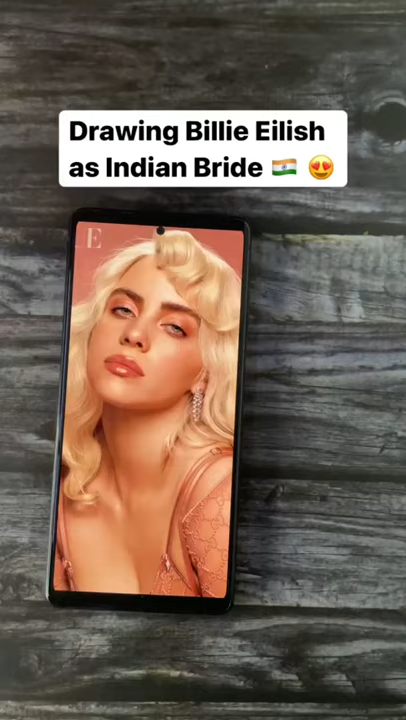 Drawing Billie Eilish
as Indian Bride 🇮🇳 😍
E